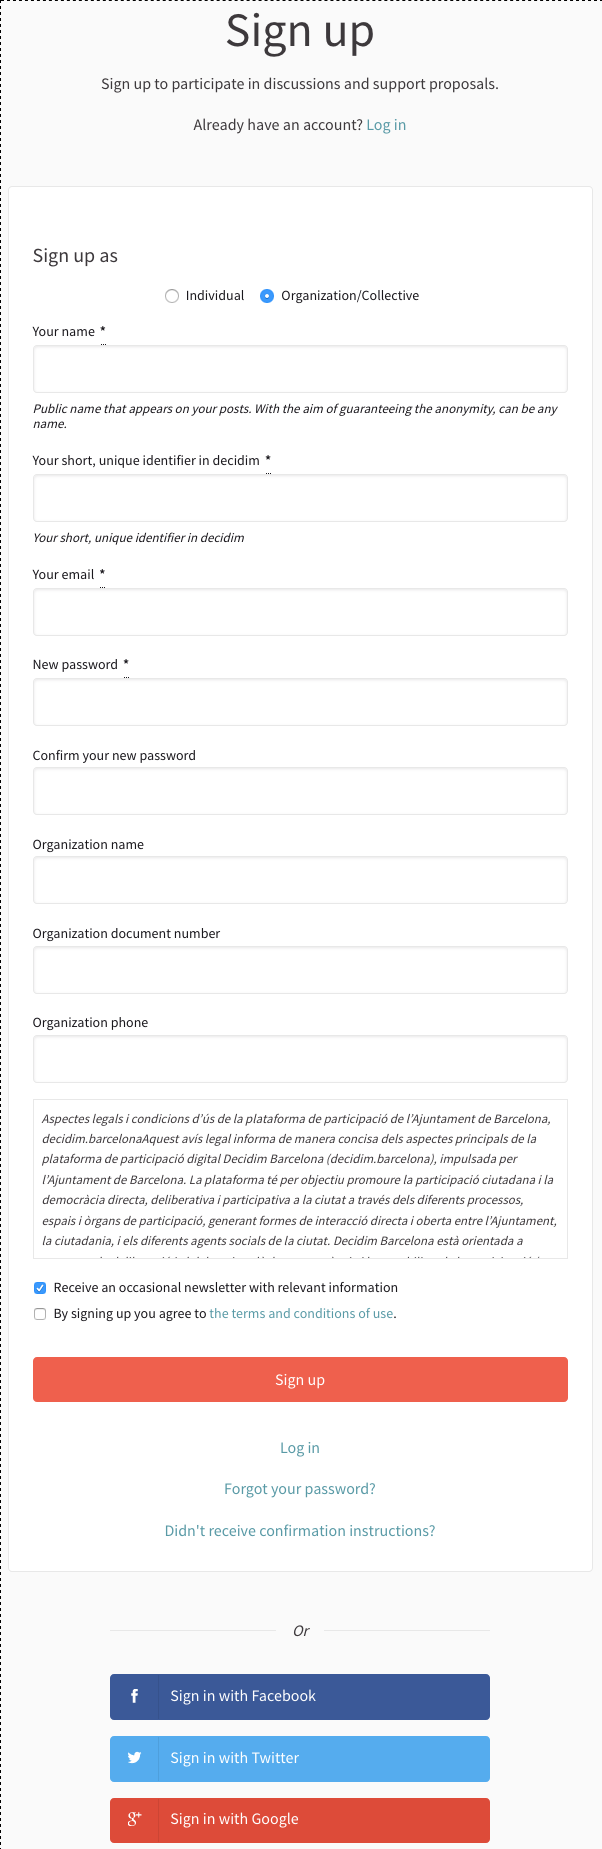 Sign up
Sign up to participate in discussions and support proposals.
Already have an account? Log in
Sign up as
Individual
Organization/Collective
Your name *
Public name that appears on your posts. With the aim of guaranteeing the anonymity, can be any
name.
Your short, unique identifier in decidim *
Your short, unique identifier in decidim
Your email *
New password *
Confirm your new password
Organization name
Organization document number
Organization phone
Aspectes legals i condicions d'ús de la plataforma de participació de l'Ajuntament de Barcelona,
decidim.barcelonaAquest avís legal informa de manera concisa dels aspectes principals de la
plataforma de participació digital Decidim Barcelona (decidim.barcelona), impulsada per
l'Ajuntament de Barcelona. La plataforma té per objectiu promoure la participació ciutadana i la
democràcia directa, deliberativa i participativa a la ciutat a través dels diferents processos,
espais i òrgans de participació, generant formes de interacció directa i oberta entre l'Ajuntament,
la ciutadania, i els diferents agents socials de la ciutat. Decidim Barcelona està orientada a
Receive an occasional newsletter with relevant information
By signing up you agree to the terms and conditions of use.
Sign up
Log in
Forgot your password?
Didn't receive confirmation instructions?
Or
Sign in with Facebook
Sign in with Twitter
Sign in with Google